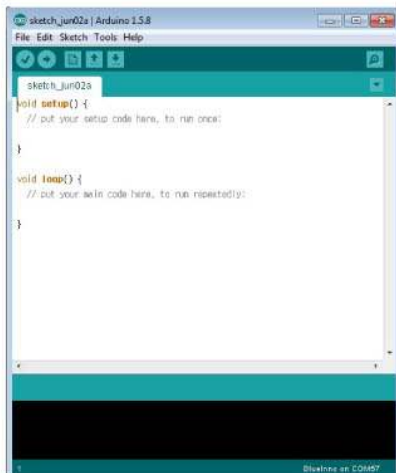 sketch_jun02a | Arduino 1.5.8
File Edit Sketch Tools Help
sketch_jun02a
void setup() {
// put your setup code here, to run once:
}
void loop() {
// put your main code here, to run repeatedly:
}
1
BlueInno on COM57